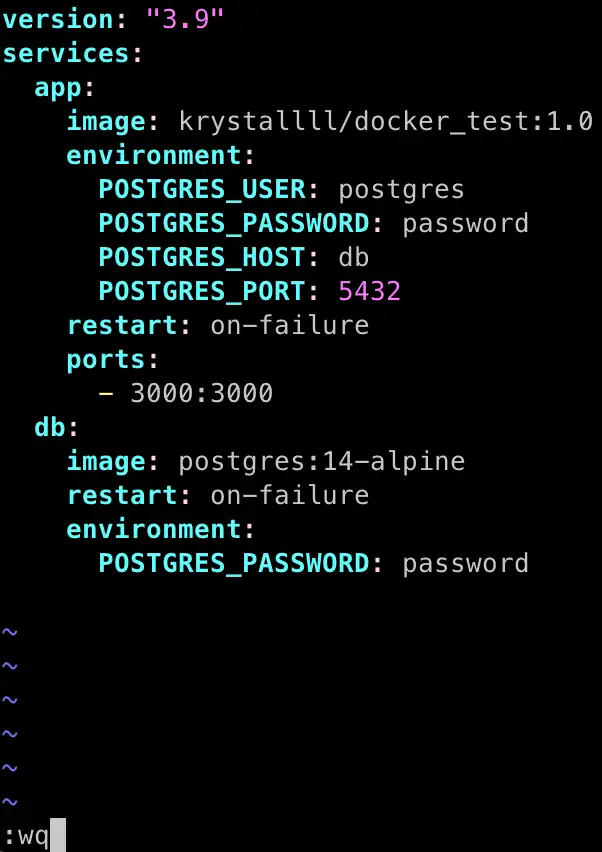 version: "3.9"
services:
  app:
    image: krystallll/docker_test:1.0
    environment:
      POSTGRES_USER: postgres
      POSTGRES_PASSWORD: password
      POSTGRES_HOST: db
      POSTGRES_PORT: 5432
    restart: on-failure
    ports:
      - 3000:3000
  db:
    image: postgres:14-alpine
    restart: on-failure
    environment:
      POSTGRES_PASSWORD: password

~
~
~
~
~
~
:wq